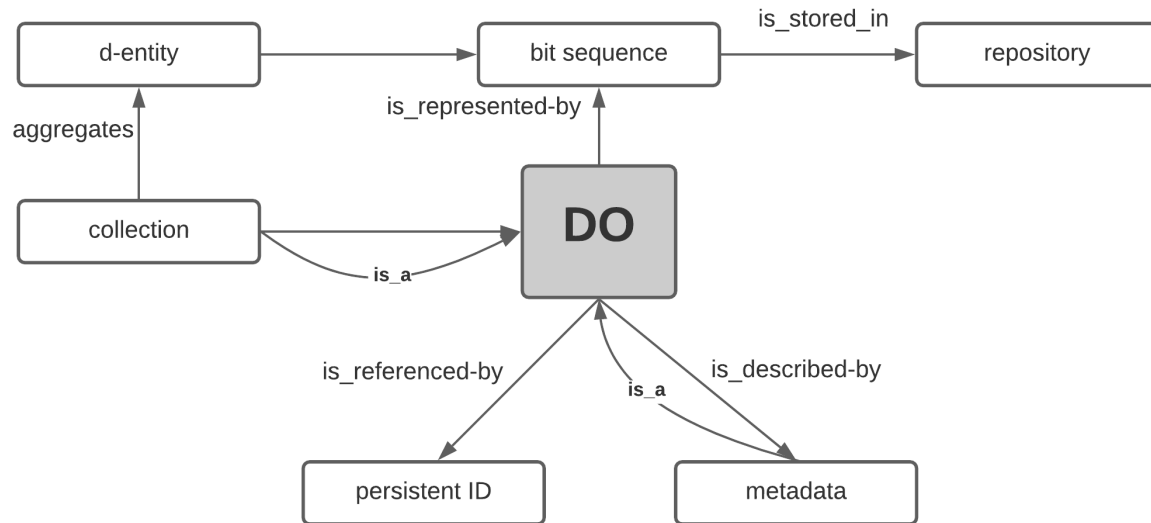 is_stored_in
d-entity
bit sequence
repository
is_represented-by
aggregates
collection
DO
is_a
is_referenced-by
is_described-by
is_a
persistent ID
metadata